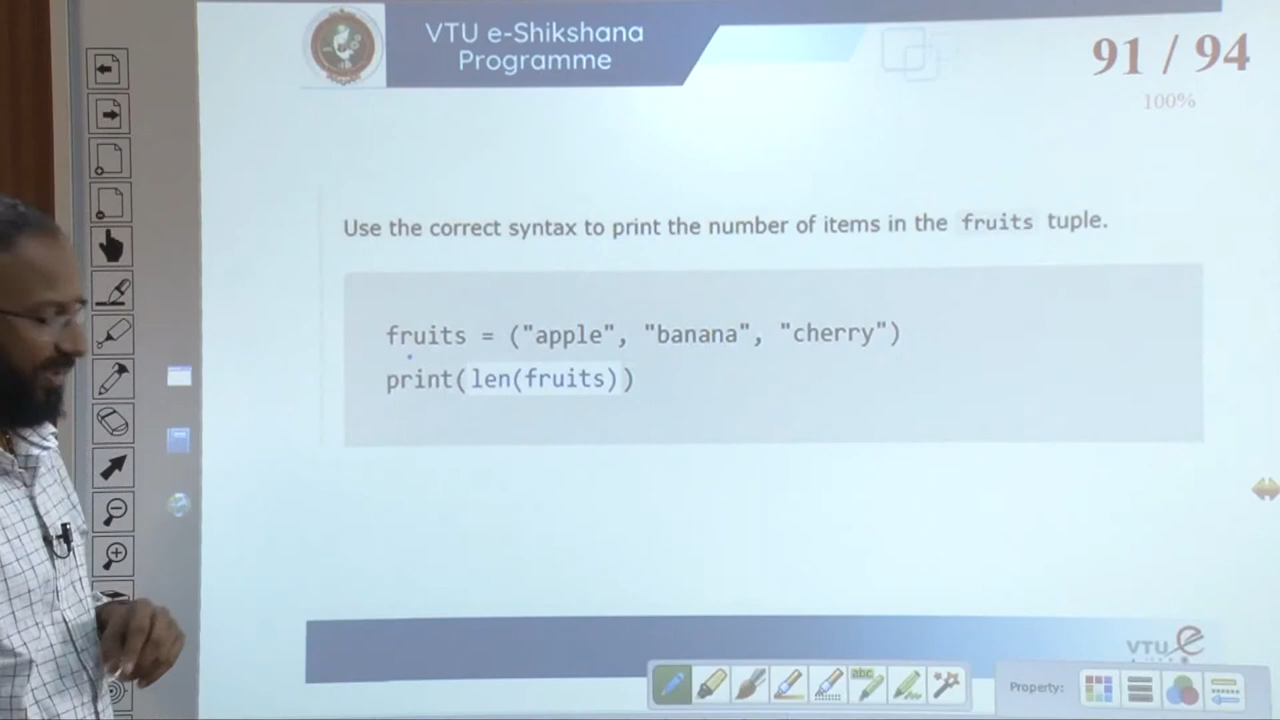 VTU e-Shikshana
Programme
91 / 94
100%
Use the correct syntax to print the number of items in the fruits tuple.
fruits = ("apple", "banana", "cherry")
print(len(fruits))
VTU e
abc
Property: